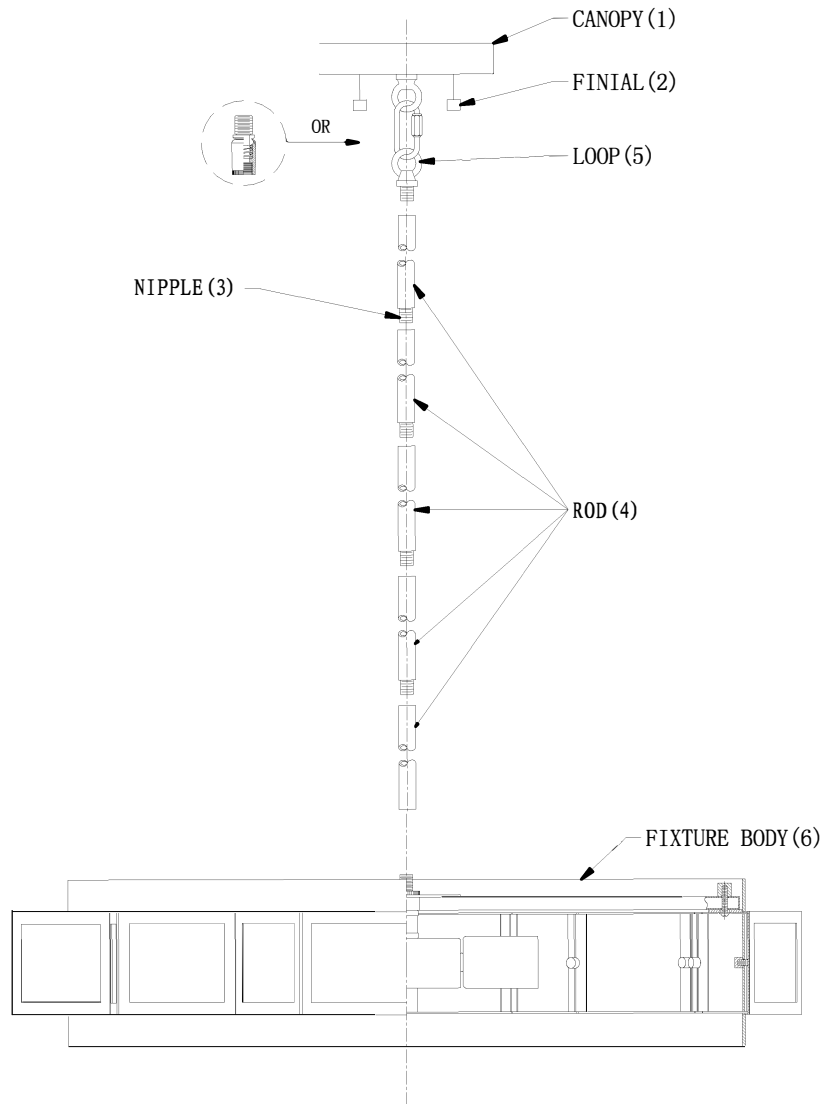 CANOPY(1)
FINIAL(2)
OR
LOOP(5)
NIPPLE(3)
ROD(4)
FIXTURE BODY(6)